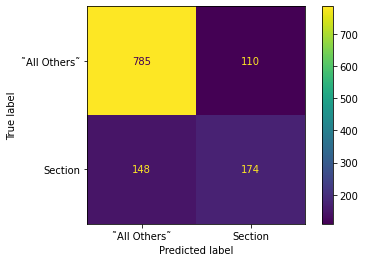 True label
˜All Others˜
785
110
Section
148
174
˜All Others˜
Section
Predicted label
700
600
500
400
300
200